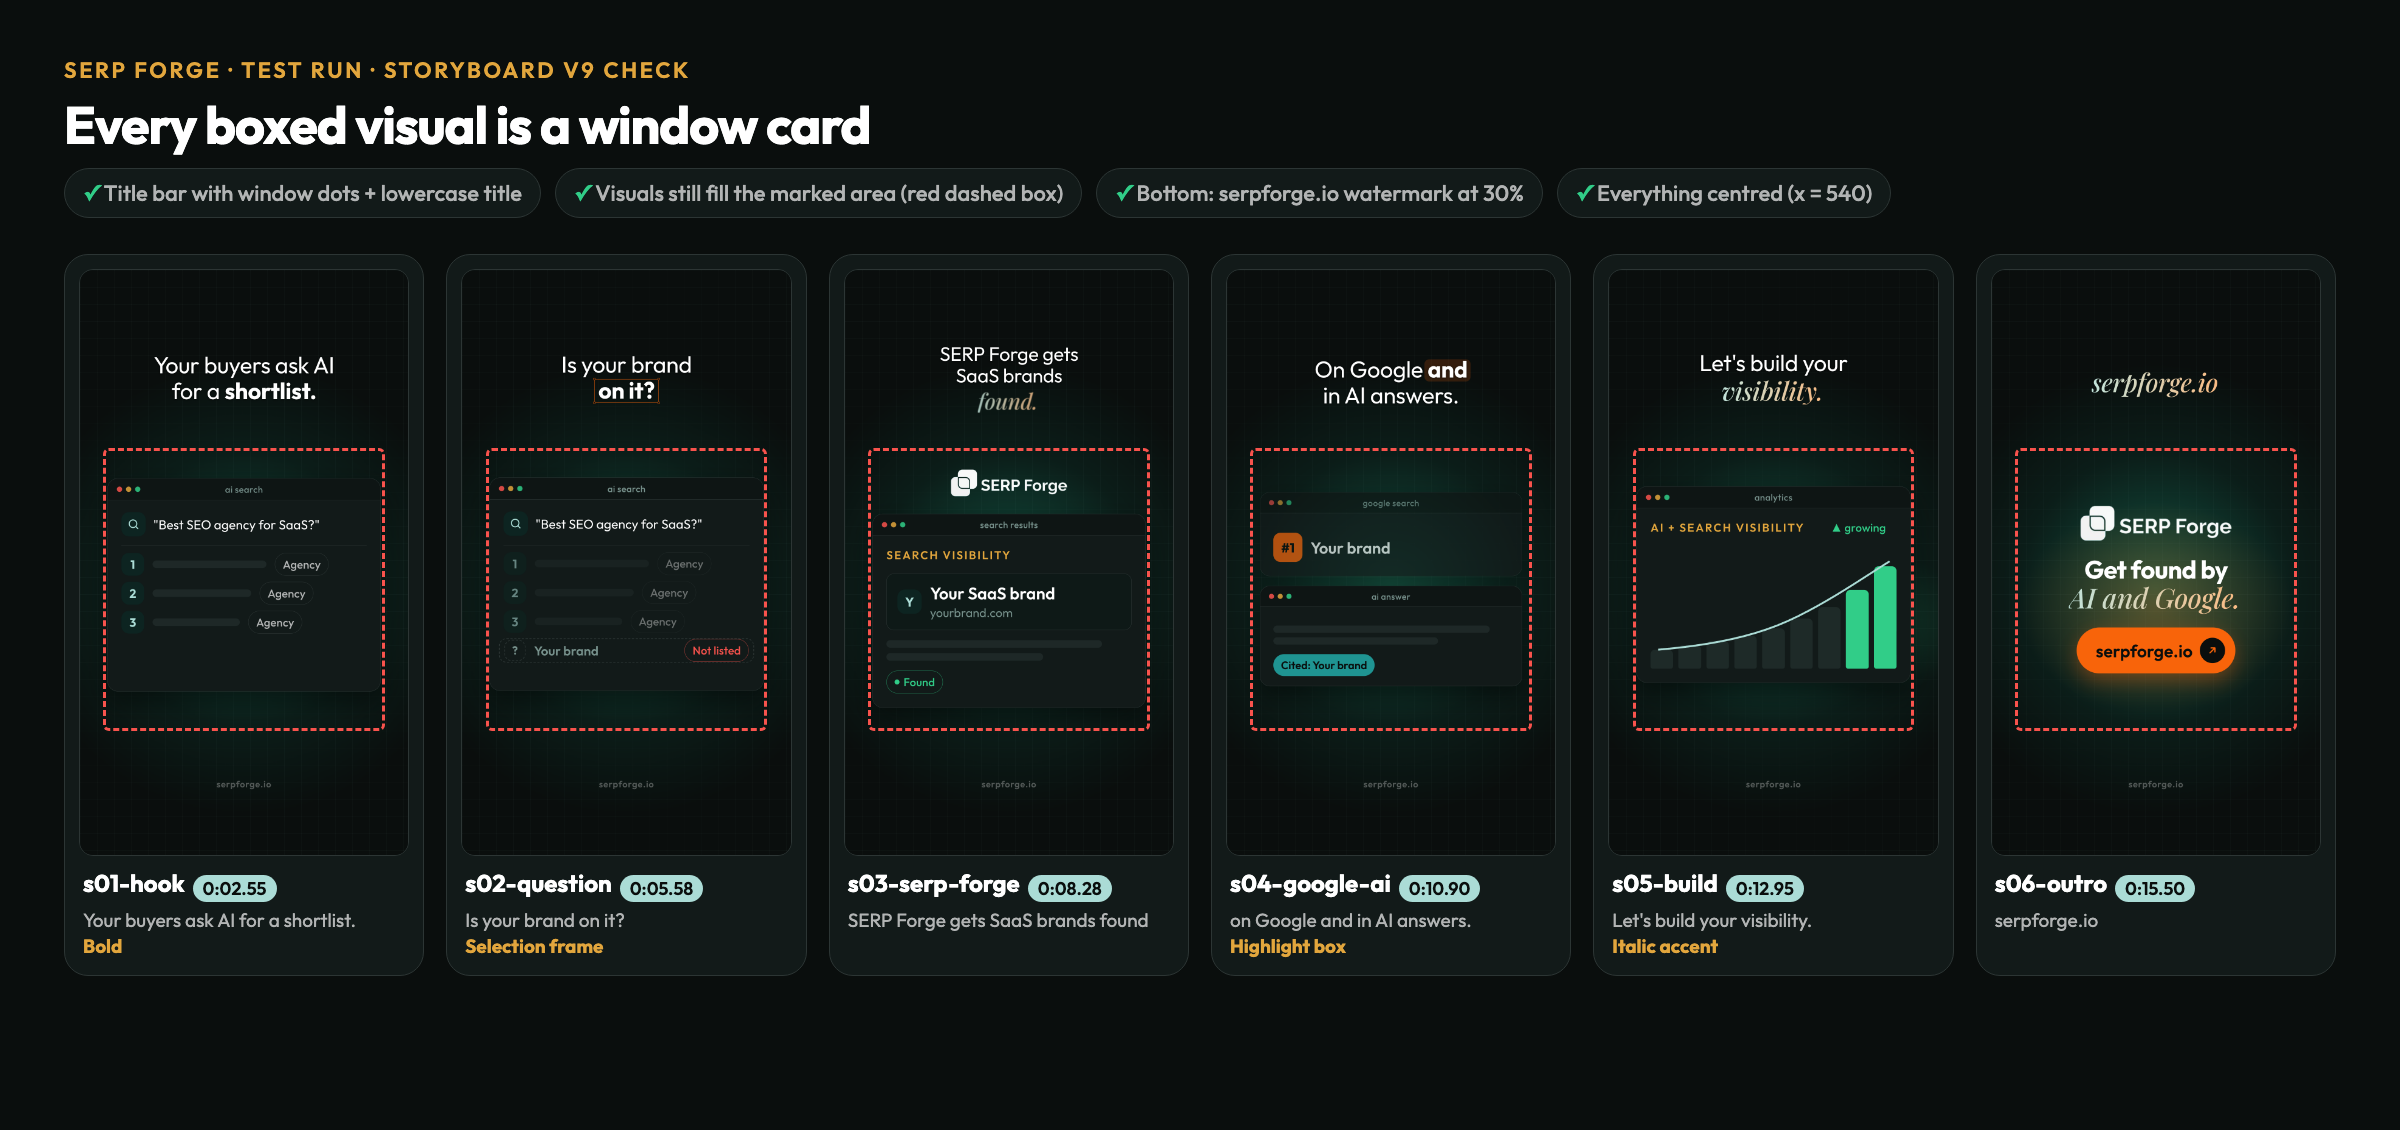 SERP FORGE · TEST RUN · STORYBOARD V9 CHECK
Every boxed visual is a window card
✓Title bar with window dots + lowercase title
✓Visuals still fill the marked area (red dashed box)
✓Bottom: serpforge.io watermark at 30%
✓Everything centred (x = 540)
Your buyers ask AI
for a shortlist.
ai search
"Best SEO agency for SaaS?"
1 Agency
2 Agency
3 Agency
serpforge.io
s01-hook 0:02.55
Your buyers ask AI for a shortlist.
Bold
Is your brand
on it?
ai search
"Best SEO agency for SaaS?"
1 Agency
2 Agency
3 Agency
? Your brand Not listed
serpforge.io
s02-question 0:05.58
Is your brand on it?
Selection frame
SERP Forge gets
SaaS brands
found.
SERP Forge
search results
SEARCH VISIBILITY
Y Your SaaS brand
yourbrand.com
Found
serpforge.io
s03-serp-forge 0:08.28
SERP Forge gets SaaS brands found
On Google and
in AI answers.
google search
#1 Your brand
ai answer
Cited: Your brand
serpforge.io
s04-google-ai 0:10.90
on Google and in AI answers.
Highlight box
Let's build your
visibility.
analytics
AI + SEARCH VISIBILITY ▲ growing
serpforge.io
s05-build 0:12.95
Let's build your visibility.
Italic accent
serpforge.io
SERP Forge
Get found by
AI and Google.
serpforge.io
serpforge.io
s06-outro 0:15.50
serpforge.io